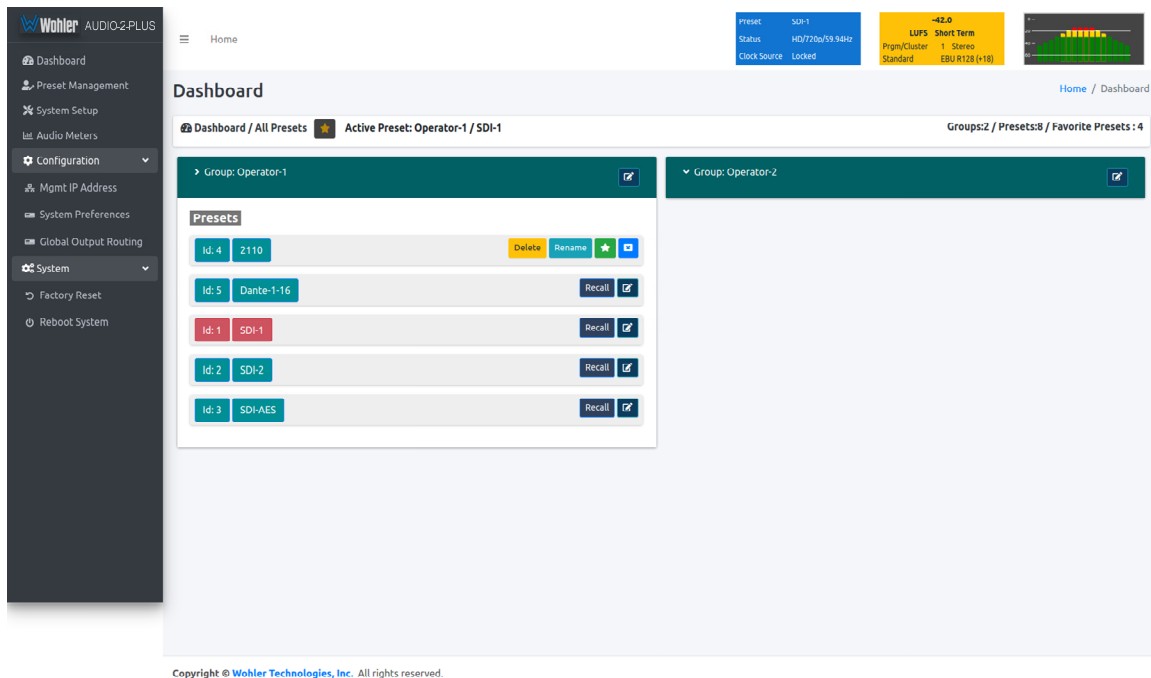 Wohler AUDIO-2-PLUS
Dashboard
Preset Management
System Setup
Audio Meters
Configuration
Mgmt IP Address
System Preferences
Global Output Routing
System
Factory Reset
Reboot System
Home
Preset SDI-1
Status HD/720p/59.94Hz
Clock Source Locked
-42.0
LUFS Short Term
Prgm/Cluster 1 Stereo
Standard EBU R128 (+18)
Dashboard
Home / Dashboard
Dashboard / All Presets Active Preset: Operator-1 / SDI-1 Groups:2 / Presets:8 / Favorite Presets : 4
Group: Operator-1
Group: Operator-2
Presets
Id: 4 2110 Delete Rename
Id: 5 Dante-1-16 Recall
Id: 1 SDI-1 Recall
Id: 2 SDI-2 Recall
Id: 3 SDI-AES Recall
Copyright © Wohler Technologies, Inc. All rights reserved.